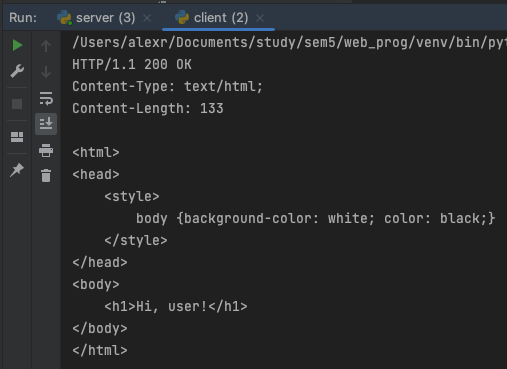 Run: server (3) client (2)
/Users/alexr/Documents/study/sem5/web_prog/venv/bin/pyt
HTTP/1.1 200 OK
Content-Type: text/html;
Content-Length: 133
<html>
<head>
    <style>
        body {background-color: white; color: black;}
    </style>
</head>
<body>
    <h1>Hi, user!</h1>
</body>
</html>